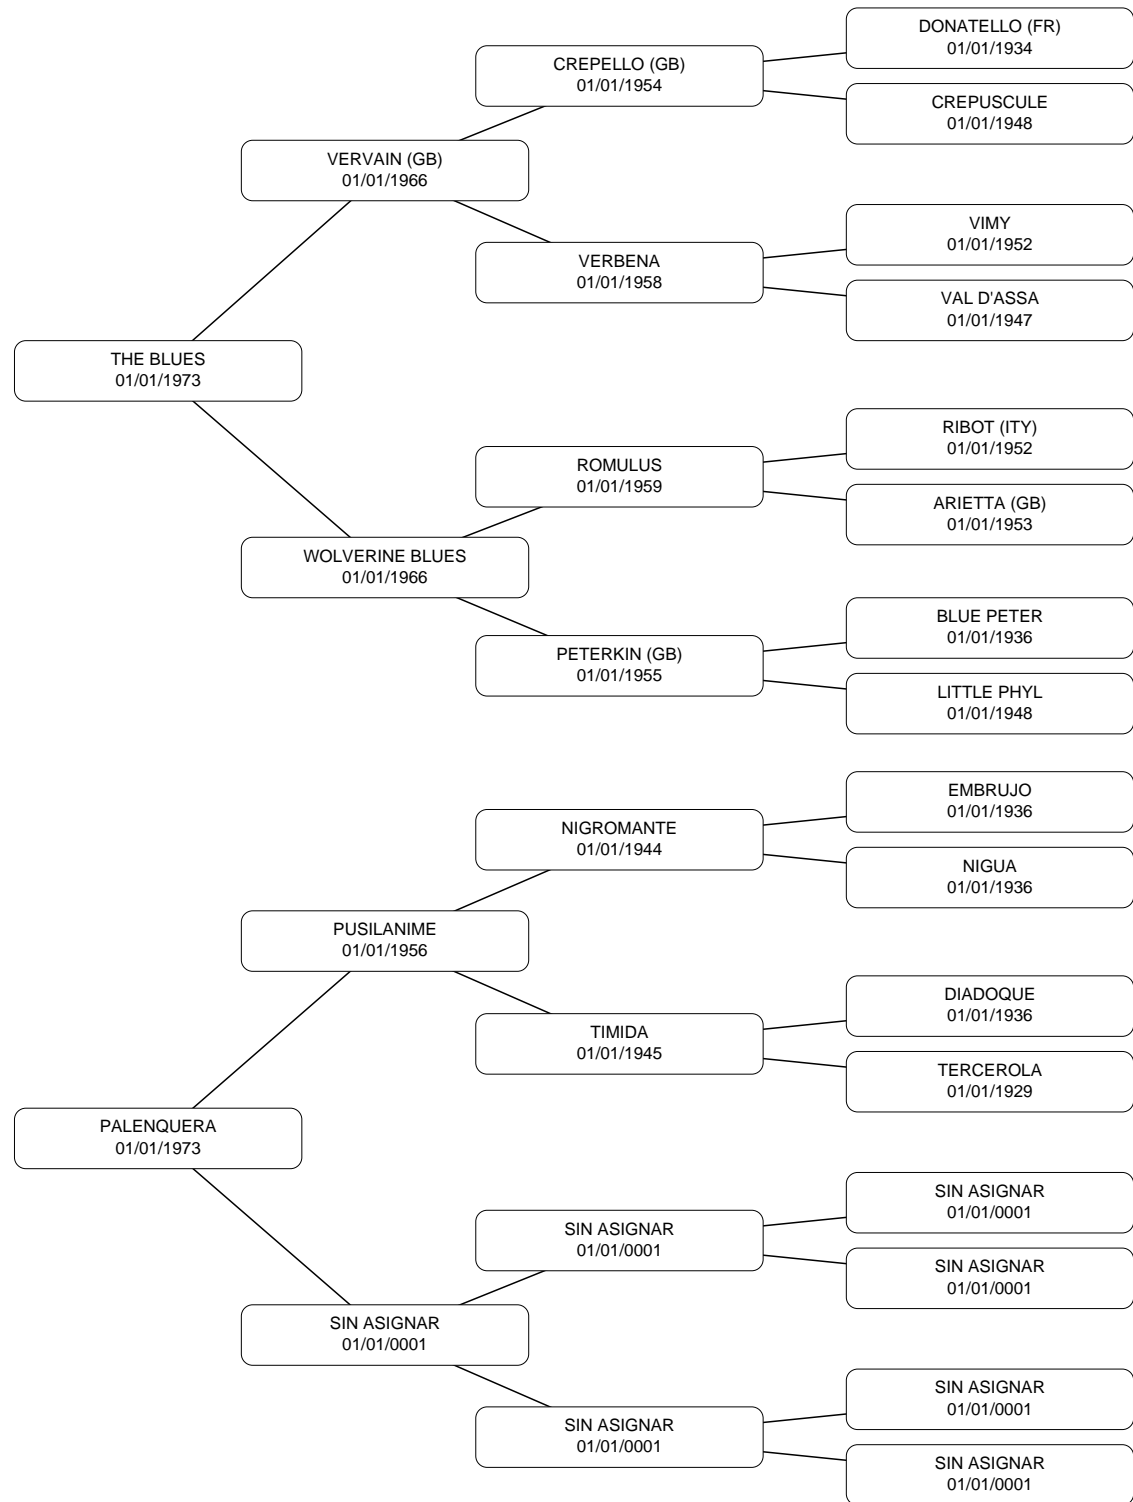 DONATELLO (FR)
01/01/1934
CREPELLO (GB)
01/01/1954
CREPUSCULE
01/01/1948
VERVAIN (GB)
01/01/1966
VIMY
01/01/1952
VERBENA
01/01/1958
VAL D'ASSA
01/01/1947
THE BLUES
01/01/1973
RIBOT (ITY)
01/01/1952
ROMULUS
01/01/1959
ARIETTA (GB)
01/01/1953
WOLVERINE BLUES
01/01/1966
BLUE PETER
01/01/1936
PETERKIN (GB)
01/01/1955
LITTLE PHYL
01/01/1948
EMBRUJO
01/01/1936
NIGROMANTE
01/01/1944
NIGUA
01/01/1936
PUSILANIME
01/01/1956
DIADOQUE
01/01/1936
TIMIDA
01/01/1945
TERCEROLA
01/01/1929
PALENQUERA
01/01/1973
SIN ASIGNAR
01/01/0001
SIN ASIGNAR
01/01/0001
SIN ASIGNAR
01/01/0001
SIN ASIGNAR
01/01/0001
SIN ASIGNAR
01/01/0001
SIN ASIGNAR
01/01/0001
SIN ASIGNAR
01/01/0001